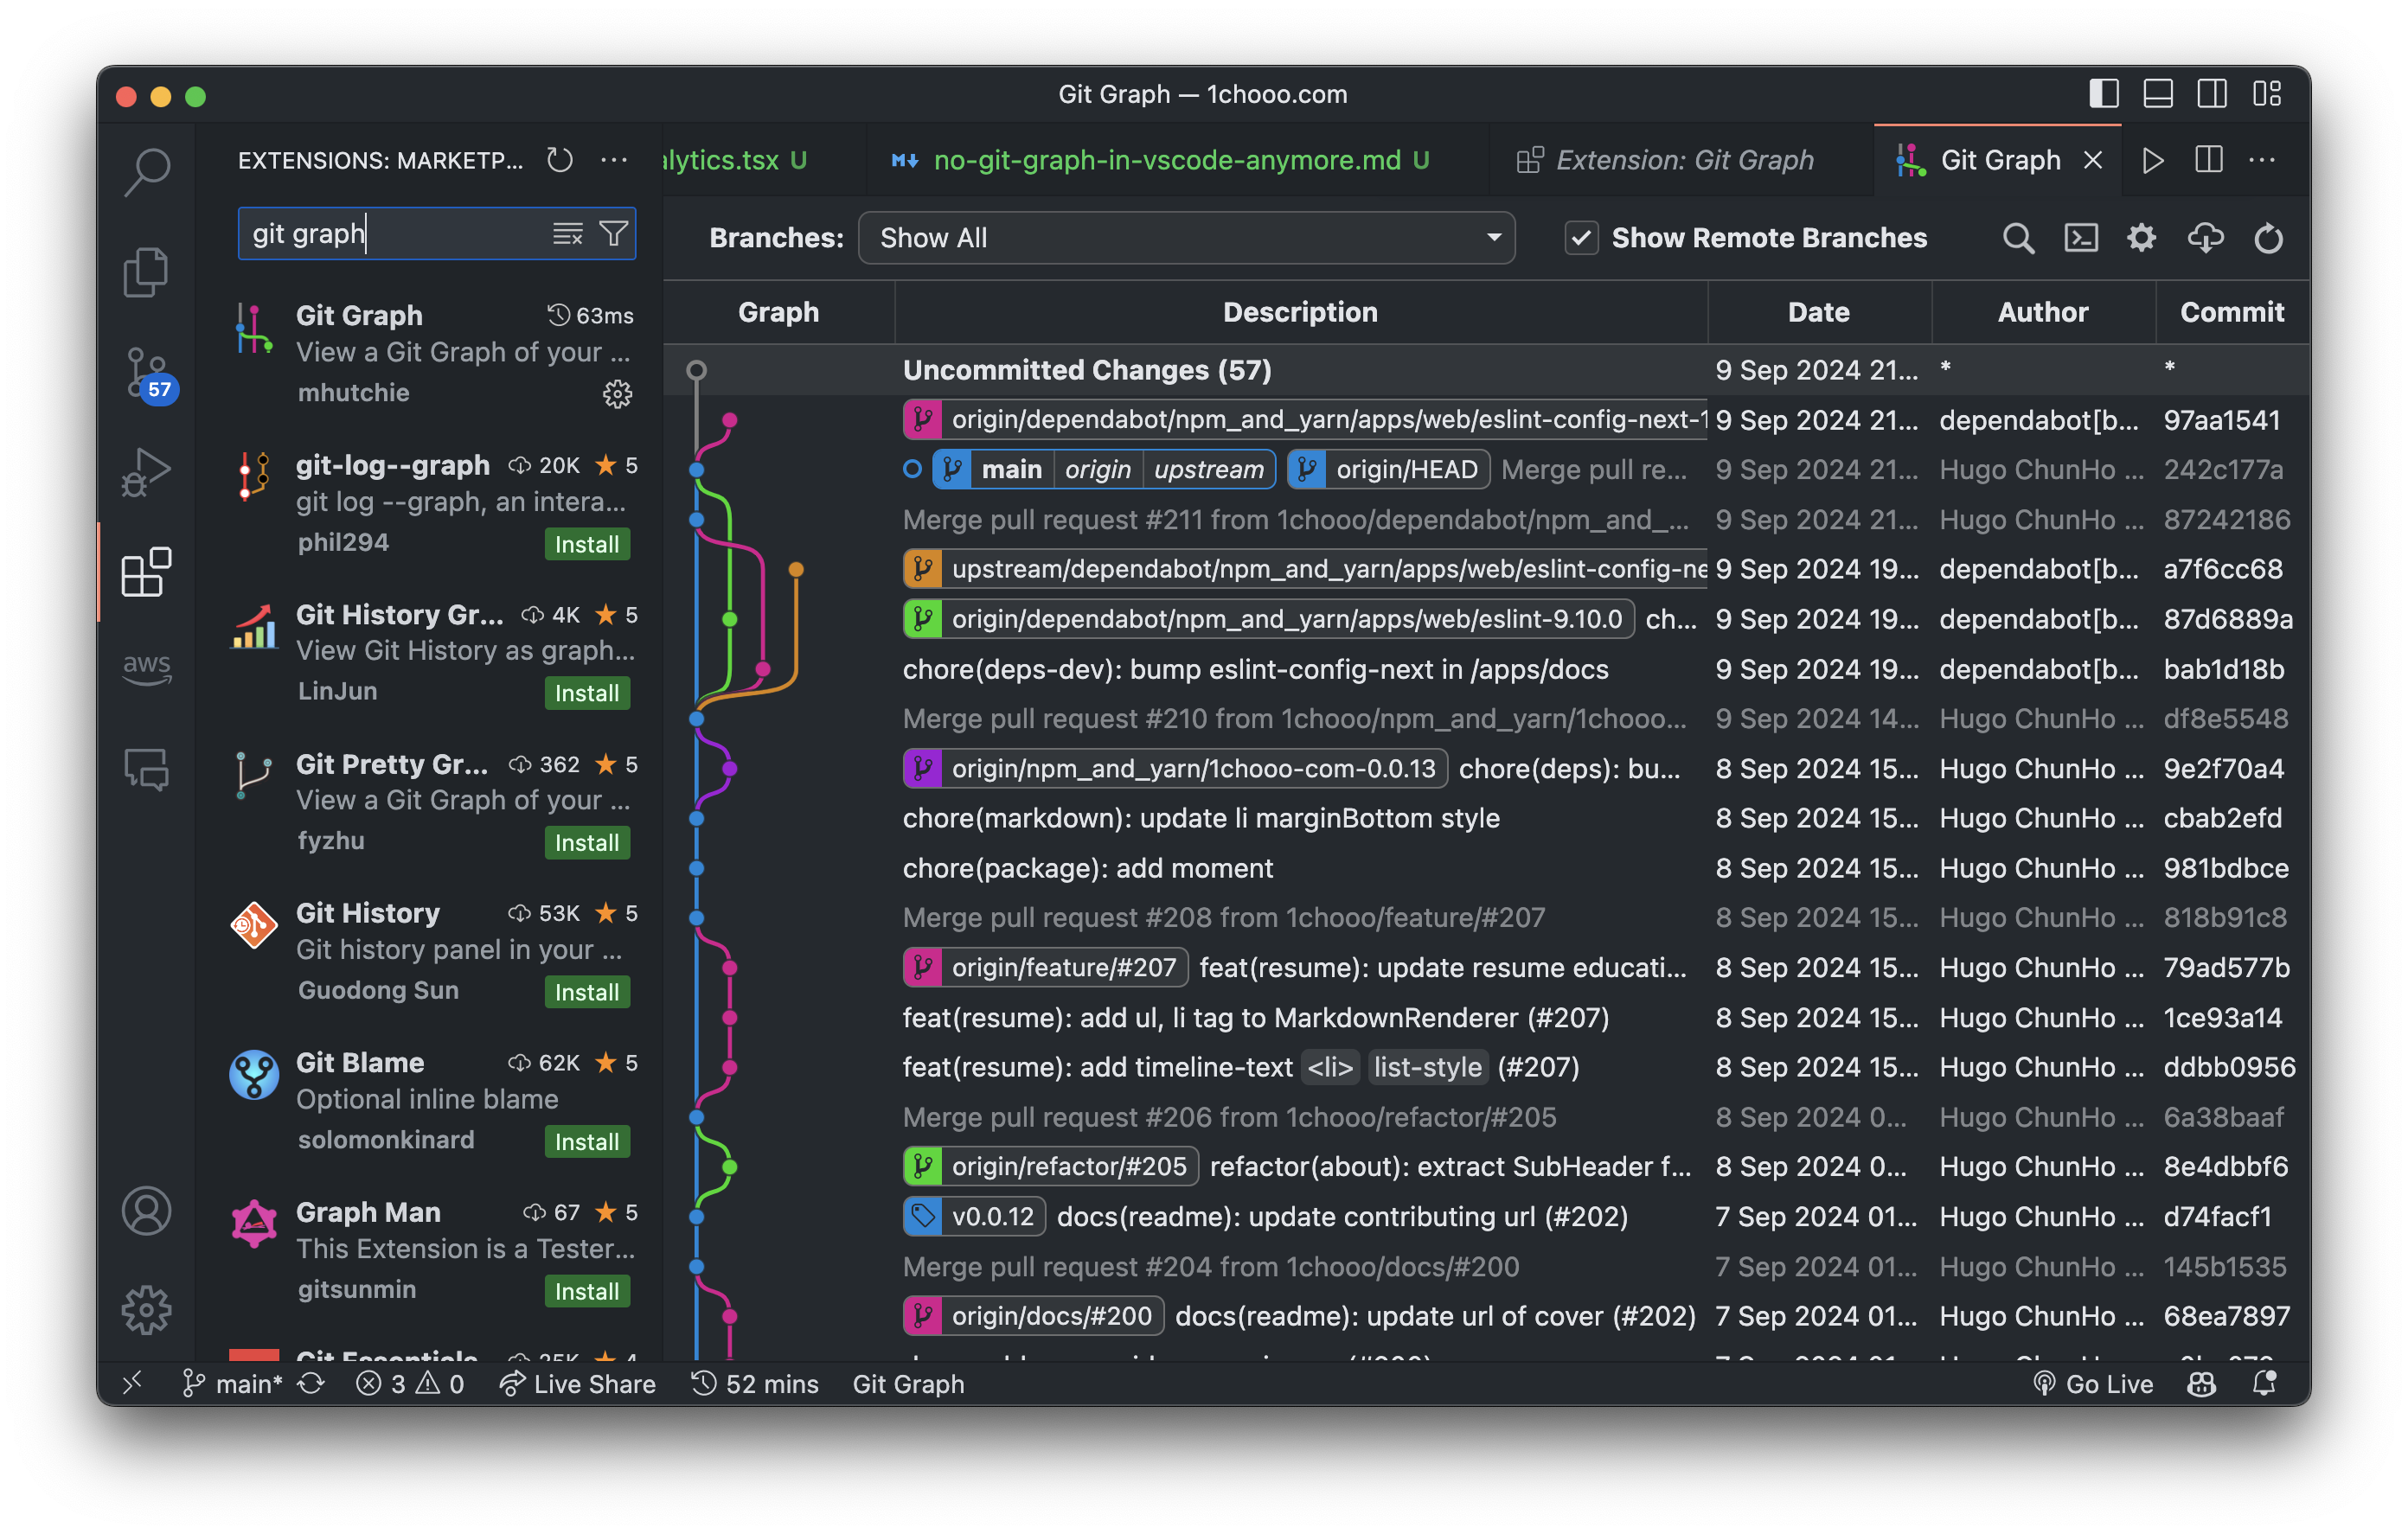 Git Graph — 1chooo.com
EXTENSIONS: MARKETP...
alytics.tsx U
no-git-graph-in-vscode-anymore.md U
Extension: Git Graph
Git Graph
git graph
Branches: Show All
Show Remote Branches
Git Graph 63ms
View a Git Graph of your ...
mhutchie
git-log--graph 20K 5
git log --graph, an intera...
phil294 Install
Git History Gr... 4K 5
View Git History as graph...
LinJun Install
Git Pretty Gr... 362 5
View a Git Graph of your ...
fyzhu Install
Git History 53K 5
Git history panel in your ...
Guodong Sun Install
Git Blame 62K 5
Optional inline blame
solomonkinard Install
Graph Man 67 5
This Extension is a Tester...
gitsunmin Install
57
aws
Graph Description Date Author Commit
Uncommitted Changes (57) 9 Sep 2024 21... * *
origin/dependabot/npm_and_yarn/apps/web/eslint-config-next-1 9 Sep 2024 21... dependabot[b... 97aa1541
main origin upstream origin/HEAD Merge pull re... 9 Sep 2024 21... Hugo ChunHo ... 242c177a
Merge pull request #211 from 1chooo/dependabot/npm_and_... 9 Sep 2024 21... Hugo ChunHo ... 87242186
upstream/dependabot/npm_and_yarn/apps/web/eslint-config-ne 9 Sep 2024 19... dependabot[b... a7f6cc68
origin/dependabot/npm_and_yarn/apps/web/eslint-9.10.0 ch... 9 Sep 2024 19... dependabot[b... 87d6889a
chore(deps-dev): bump eslint-config-next in /apps/docs 9 Sep 2024 19... dependabot[b... bab1d18b
Merge pull request #210 from 1chooo/npm_and_yarn/1chooo... 9 Sep 2024 14... Hugo ChunHo ... df8e5548
origin/npm_and_yarn/1chooo-com-0.0.13 chore(deps): bu... 8 Sep 2024 15... Hugo ChunHo ... 9e2f70a4
chore(markdown): update li marginBottom style 8 Sep 2024 15... Hugo ChunHo ... cbab2efd
chore(package): add moment 8 Sep 2024 15... Hugo ChunHo ... 981bdbce
Merge pull request #208 from 1chooo/feature/#207 8 Sep 2024 15... Hugo ChunHo ... 818b91c8
origin/feature/#207 feat(resume): update resume educati... 8 Sep 2024 15... Hugo ChunHo ... 79ad577b
feat(resume): add ul, li tag to MarkdownRenderer (#207) 8 Sep 2024 15... Hugo ChunHo ... 1ce93a14
feat(resume): add timeline-text <li> list-style (#207) 8 Sep 2024 15... Hugo ChunHo ... ddbb0956
Merge pull request #206 from 1chooo/refactor/#205 8 Sep 2024 0... Hugo ChunHo ... 6a38baaf
origin/refactor/#205 refactor(about): extract SubHeader f... 8 Sep 2024 0... Hugo ChunHo ... 8e4dbbf6
v0.0.12 docs(readme): update contributing url (#202) 7 Sep 2024 01... Hugo ChunHo ... d74facf1
Merge pull request #204 from 1chooo/docs/#200 7 Sep 2024 01... Hugo ChunHo ... 145b1535
origin/docs/#200 docs(readme): update url of cover (#202) 7 Sep 2024 01... Hugo ChunHo ... 68ea7897
Git Essentials
main* 3 0 Live Share 52 mins Git Graph Go Live